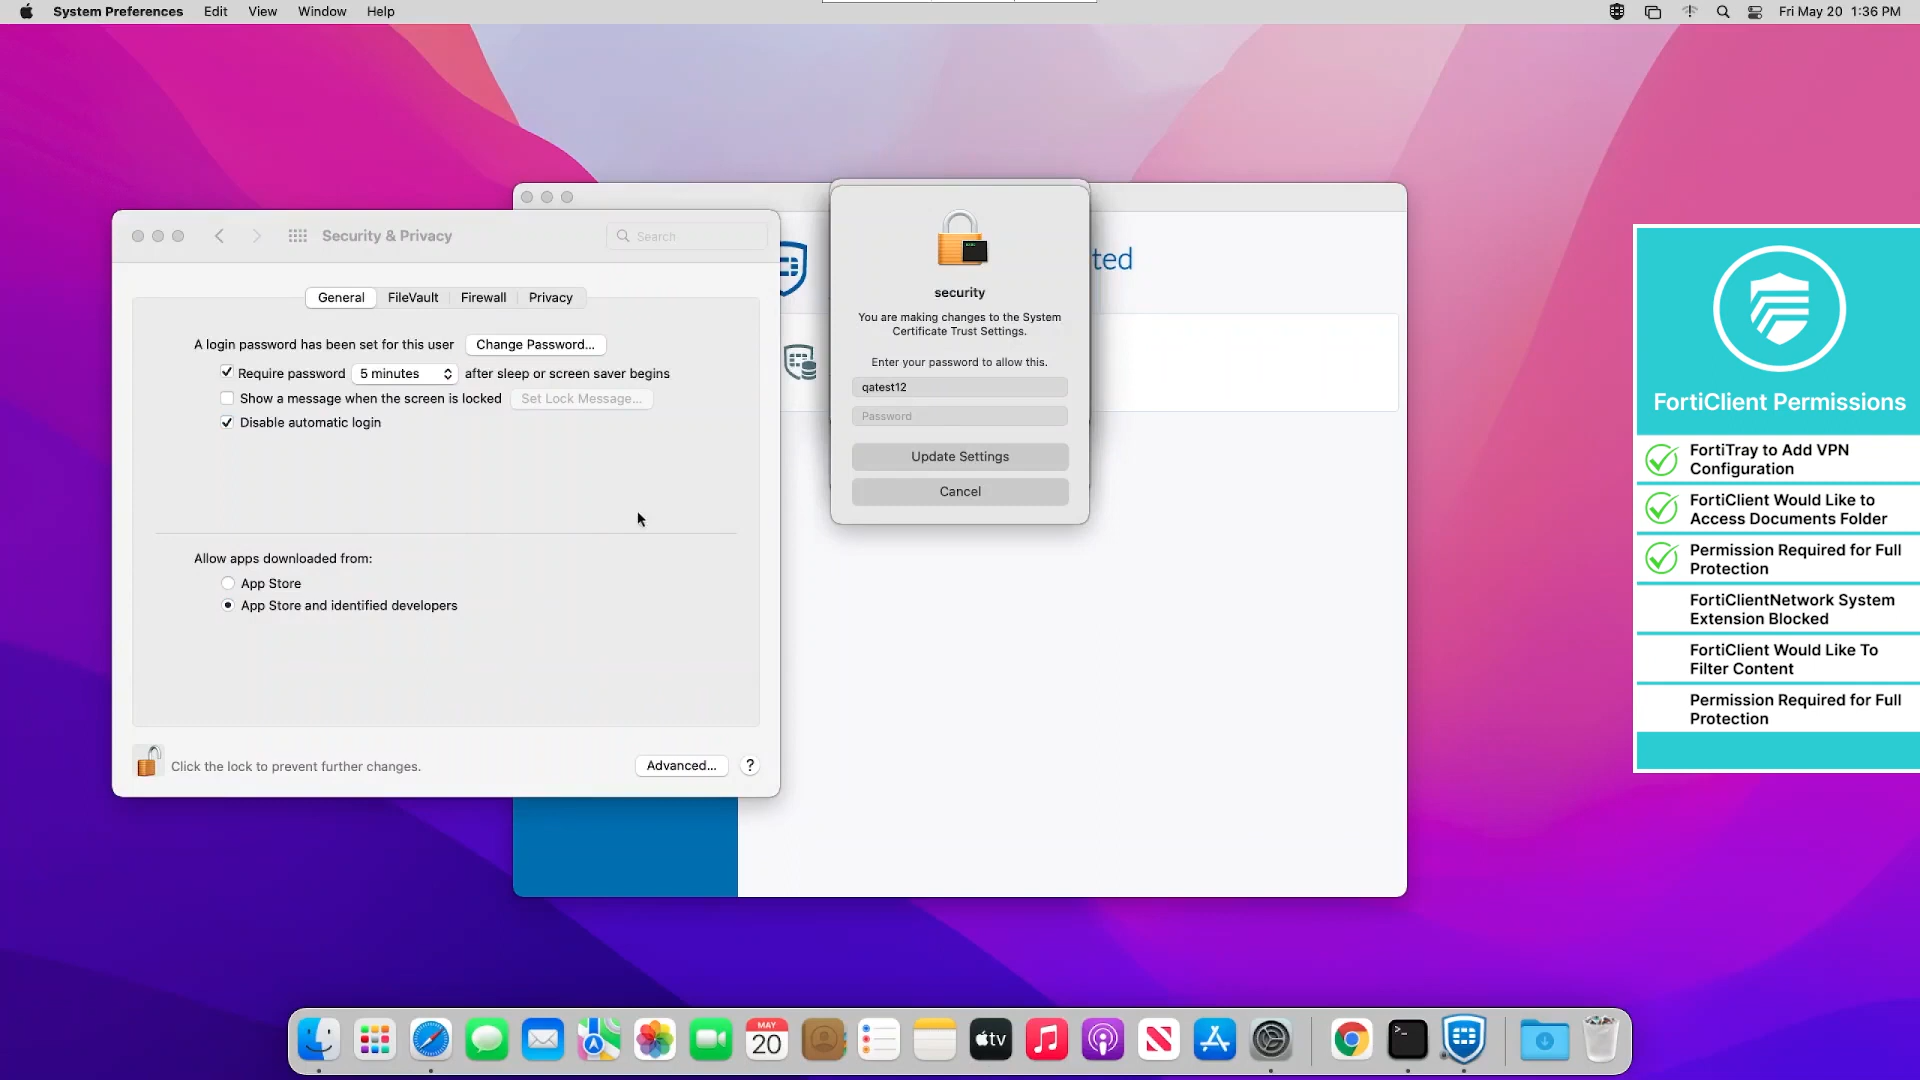 System Preferences Edit View Window Help
Fri May 20 1:36 PM
Security & Privacy
Search
General FileVault Firewall Privacy
A login password has been set for this user Change Password...
Require password 5 minutes after sleep or screen saver begins
Show a message when the screen is locked Set Lock Message...
Disable automatic login
Allow apps downloaded from:
App Store
App Store and identified developers
Click the lock to prevent further changes.
Advanced... ?
ted
security
You are making changes to the System
Certificate Trust Settings.
Enter your password to allow this.
qatest12
Password
Update Settings
Cancel
FortiClient Permissions
FortiTray to Add VPN
Configuration
FortiClient Would Like to
Access Documents Folder
Permission Required for Full
Protection
FortiClientNetwork System
Extension Blocked
FortiClient Would Like To
Filter Content
Permission Required for Full
Protection
MAY
20
tv